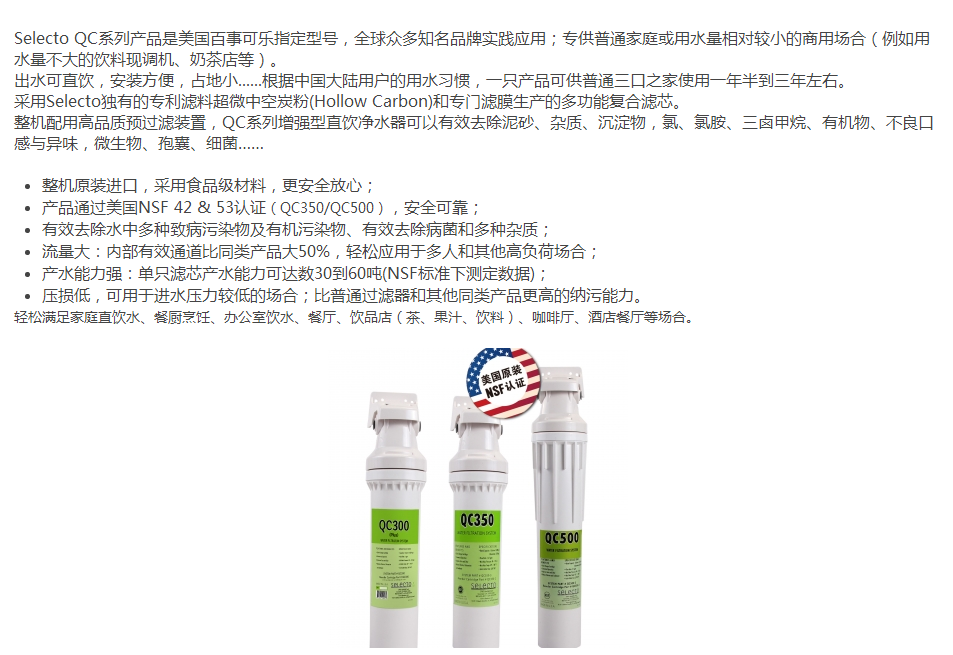 Selecto QC系列产品是美国百事可乐指定型号，全球众多知名品牌实践应用；专供普通家庭或用水量相对较小的商用场合（例如用
水量不大的饮料现调机、奶茶店等）。
出水可直饮，安装方便，占地小......根据中国大陆用户的用水习惯，一只产品可供普通三口之家使用一年半到三年左右。
采用Selecto独有的专利滤料超微中空炭粉(Hollow Carbon)和专门滤膜生产的多功能复合滤芯。
整机配用高品质预过滤装置，QC系列增强型直饮净水器可以有效去除泥砂、杂质、沉淀物，氯、氯胺、三卤甲烷、有机物、不良口
感与异味，微生物、孢囊、细菌......
• 整机原装进口，采用食品级材料，更安全放心；
• 产品通过美国NSF 42 & 53认证（QC350/QC500），安全可靠；
• 有效去除水中多种致病污染物及有机污染物、有效去除病菌和多种杂质；
• 流量大：内部有效通道比同类产品大50%，轻松应用于多人和其他高负荷场合；
• 产水能力强：单只滤芯产水能力可达数30到60吨(NSF标准下测定数据)；
• 压损低，可用于进水压力较低的场合；比普通过滤器和其他同类产品更高的纳污能力。
轻松满足家庭直饮水、餐厨烹饪、办公室饮水、餐厅、饮品店（茶、果汁、饮料）、咖啡厅、酒店餐厅等场合。
美国原装
NSF认证
QC300
QC350
QC500
SELECTO
SELECTO
SELECTO